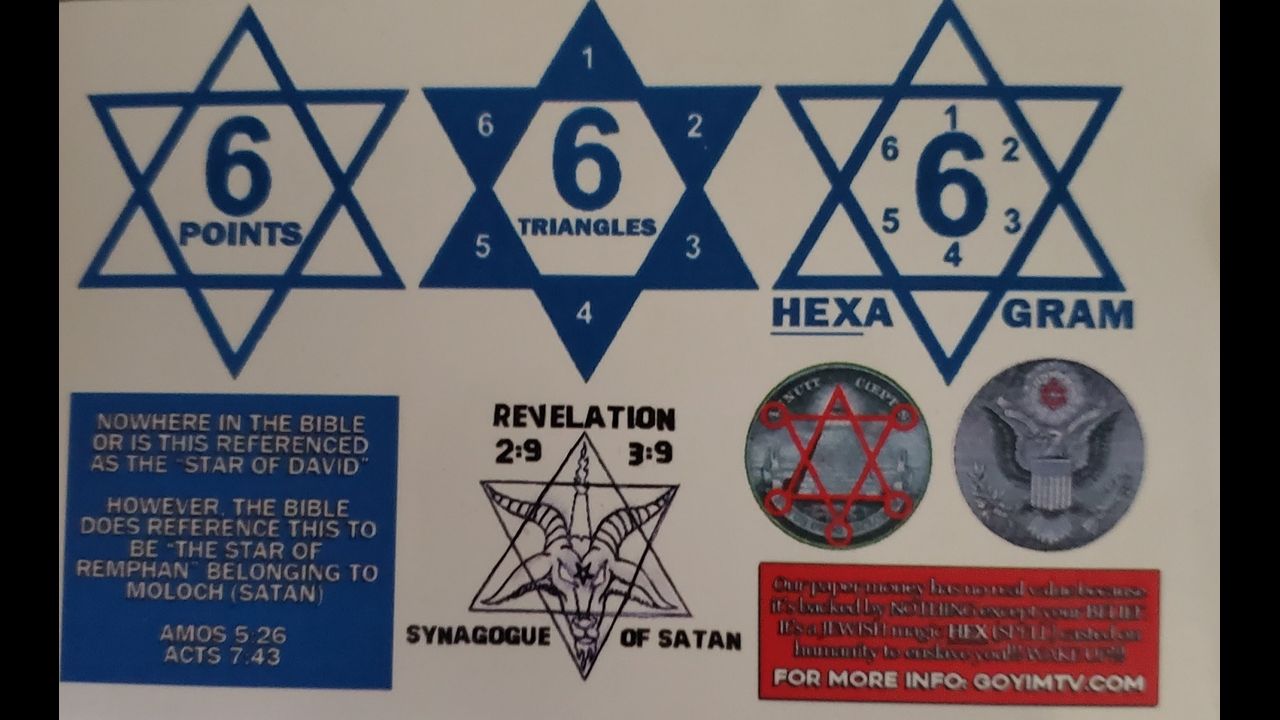 6
POINTS
1
6
2
6
TRIANGLES
5
3
4
1
6
2
6
5
3
4
HEXA GRAM
NOWHERE IN THE BIBLE
OR IS THIS REFERENCED
AS THE "STAR OF DAVID"
HOWEVER, THE BIBLE
DOES REFERENCE THIS TO
BE "THE STAR OF
REMPHAN" BELONGING TO
MOLOCH (SATAN)
AMOS 5:26
ACTS 7:43
REVELATION
2:9 3:9
SYNAGOGUE OF SATAN
Our paper money has no real value because
it's backed by NOTHING except your BELIEF
It's a JEWISH magic HEX (SPELL) casted on
humanity to enslave you!!! WAKE UP!!!
FOR MORE INFO: GOYIMTV.COM